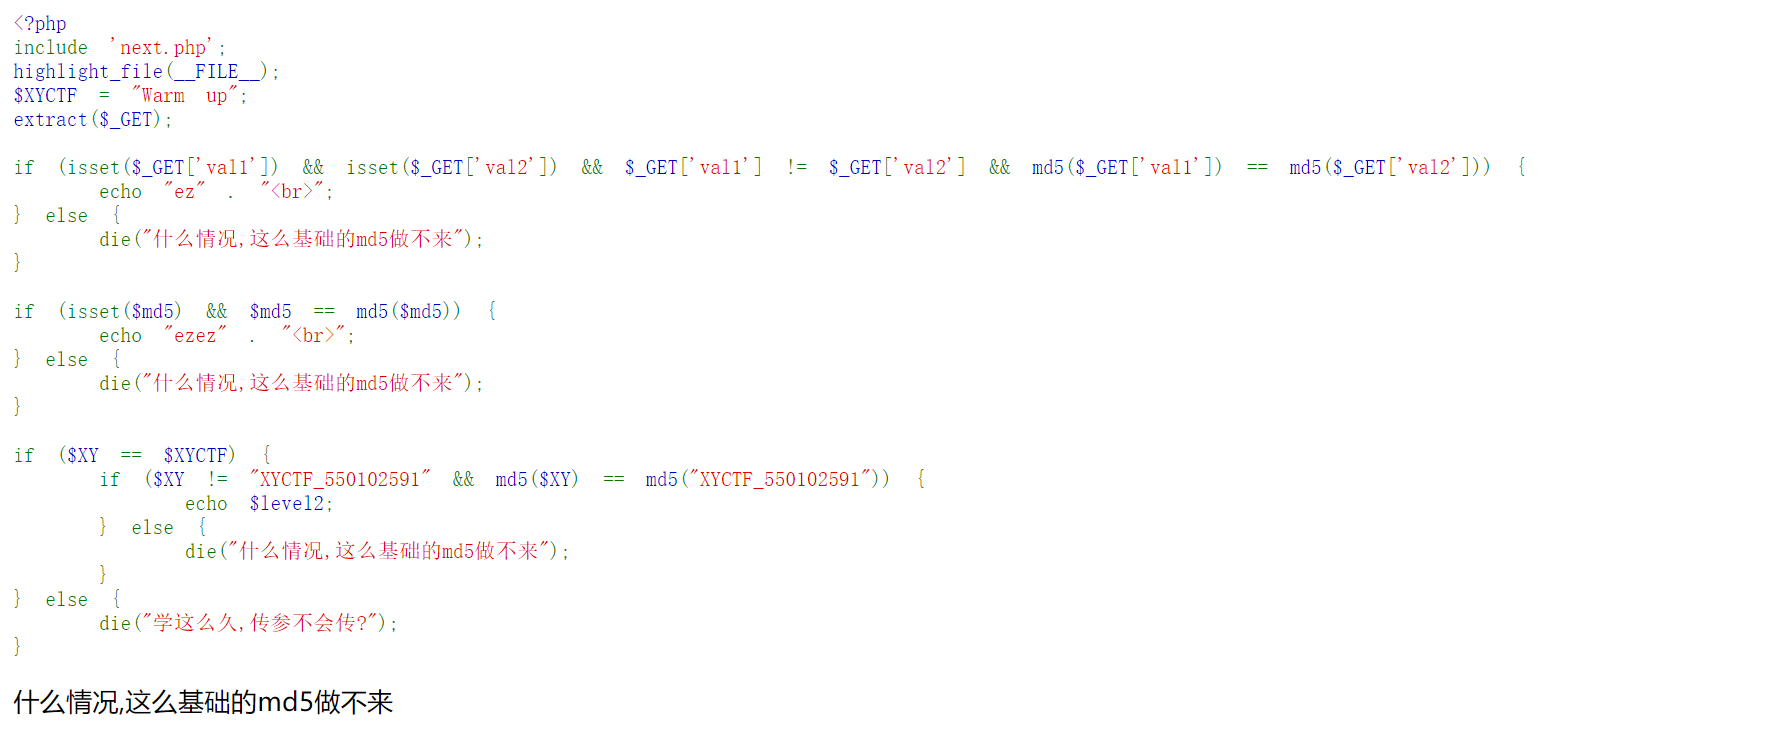 <?php
include 'next.php';
highlight_file(__FILE__);
$XYCTF = "Warm up";
extract($_GET);
if (isset($_GET['val1']) && isset($_GET['val2']) && $_GET['val1'] != $_GET['val2'] && md5($_GET['val1']) == md5($_GET['val2'])) {
echo "ez" . "<br>";
} else {
die("什么情况,这么基础的md5做不来");
}
if (isset($md5) && $md5 == md5($md5)) {
echo "ezez" . "<br>";
} else {
die("什么情况,这么基础的md5做不来");
}
if ($XY == $XYCTF) {
if ($XY != "XYCTF_550102591" && md5($XY) == md5("XYCTF_550102591")) {
echo $level2;
} else {
die("什么情况,这么基础的md5做不来");
}
} else {
die("学这么久,传参不会传?");
}
什么情况,这么基础的md5做不来